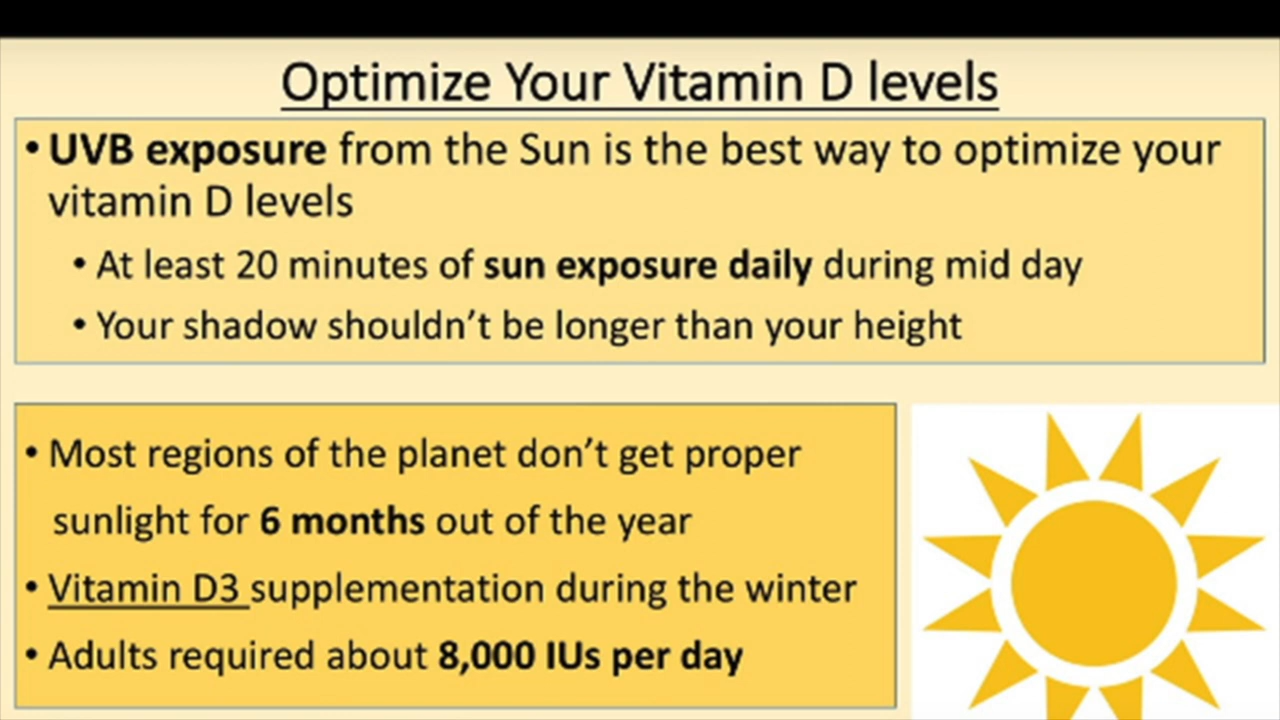 Optimize Your Vitamin D levels
• UVB exposure from the Sun is the best way to optimize your
vitamin D levels
• At least 20 minutes of sun exposure daily during mid day
• Your shadow shouldn't be longer than your height
• Most regions of the planet don't get proper
sunlight for 6 months out of the year
• Vitamin D3 supplementation during the winter
• Adults required about 8,000 IUs per day